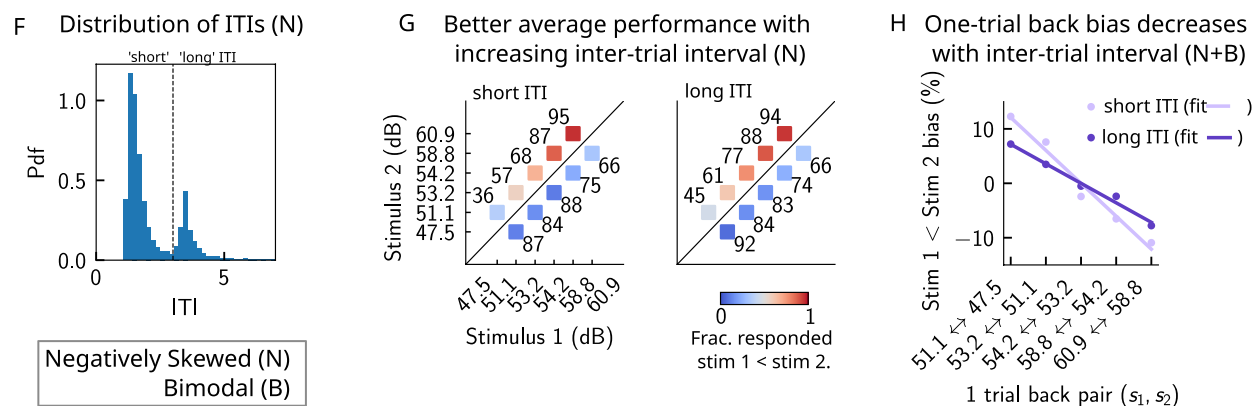 F Distribution of ITIs (N)
'short' 'long' ITI
Pdf
1.0
0.5
0.0
0 5
ITI
Negatively Skewed (N)
Bimodal (B)
G Better average performance with
increasing inter-trial interval (N)
short ITI
Stimulus 2 (dB)
60.9
58.8
54.2
53.2
51.1
47.5
95
87
68
57
36
66
75
88
84
87
47.5 51.1 53.2 54.2 58.8 60.9
Stimulus 1 (dB)
long ITI
94
88
77
61
45
66
74
83
84
92
0 1
Frac. responded
stim 1 < stim 2.
H One-trial back bias decreases
with inter-trial interval (N+B)
Stim 1 < Stim 2 bias (%)
short ITI (fit )
long ITI (fit )
10
0
−10
51.1 ↔ 47.5
53.2 ↔ 51.1
54.2 ↔ 53.2
58.8 ↔ 54.2
60.9 ↔ 58.8
1 trial back pair (s₁, s₂)